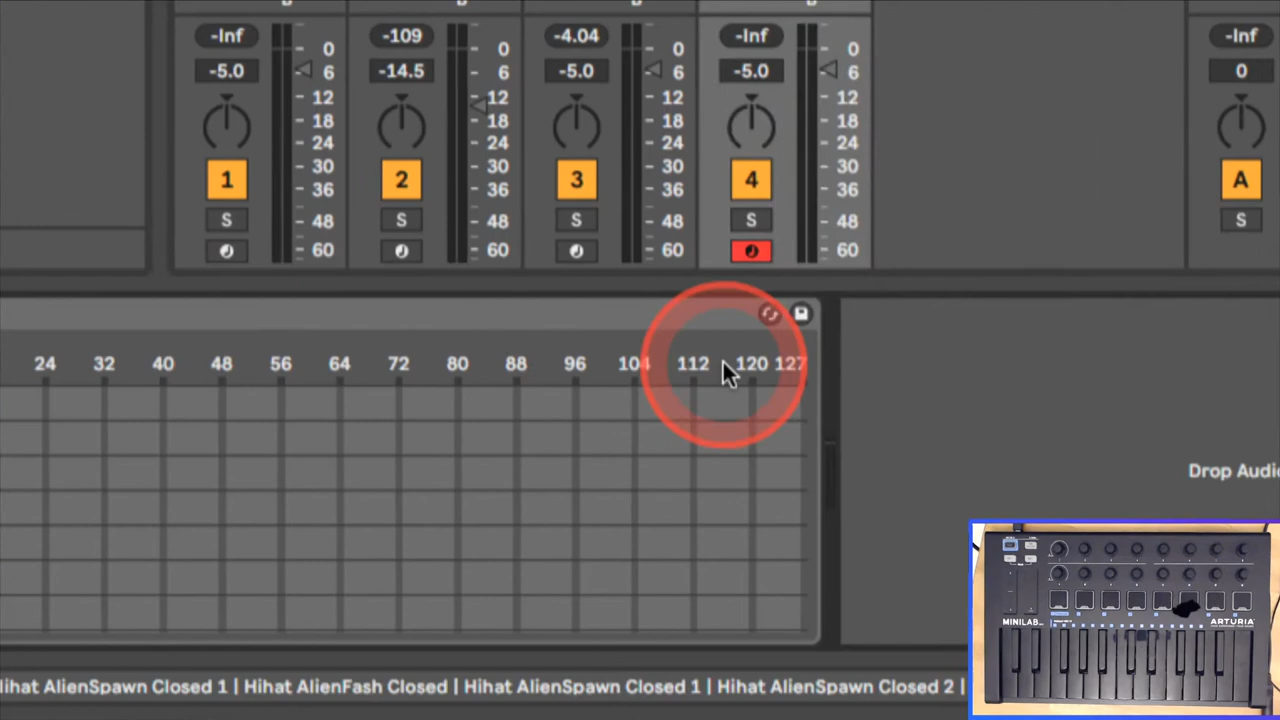 -Inf -109 -4.04 -Inf -Inf
-5.0 -14.5 -5.0 -5.0 0
0 0 0 0
6 6 6 6
12 12 12 12
18 18 18 18
24 24 24 24
30 30 30 30
1 2 3 4 A
36 36 36 36
S S S S S
48 48 48 48
60 60 60 60
24 32 40 48 56 64 72 80 88 96 104 112 120 127
Drop Audio
MINILAB ARTURIA
Hihat AlienSpawn Closed 1 | Hihat AlienFash Closed | Hihat AlienSpawn Closed 1 | Hihat AlienSpawn Closed 2 |